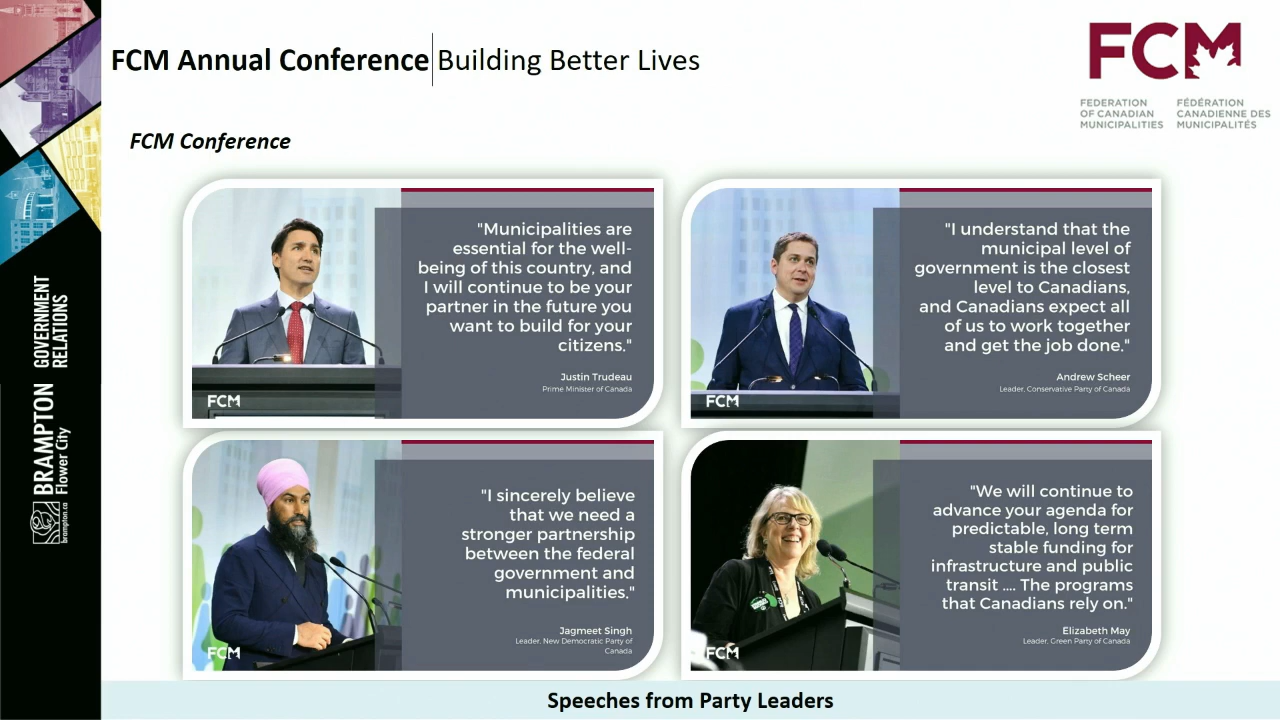 FCM Annual Conference Building Better Lives
FCM
FEDERATION
OF CANADIAN
MUNICIPALITIES
FÉDÉRATION
CANADIENNE DES
MUNICIPALITÉS
FCM Conference
"Municipalities are
essential for the well-
being of this country, and
I will continue to be your
partner in the future you
want to build for your
citizens."
Justin Trudeau
Prime Minister of Canada
FCM
"I understand that the
municipal level of
government is the closest
level to Canadians,
and Canadians expect all
of us to work together
and get the job done."
Andrew Scheer
Leader, Conservative Party of Canada
FCM
"I sincerely believe
that we need a
stronger partnership
between the federal
government and
municipalities."
Jagmeet Singh
Leader, New Democratic Party of
Canada
FCM
"We will continue to
advance your agenda for
predictable, long term
stable funding for
infrastructure and public
transit .... The programs
that Canadians rely on."
Elizabeth May
Leader, Green Party of Canada
FCM
GOVERNMENT
RELATIONS
BRAMPTON
Flower City
brampton.ca
Speeches from Party Leaders